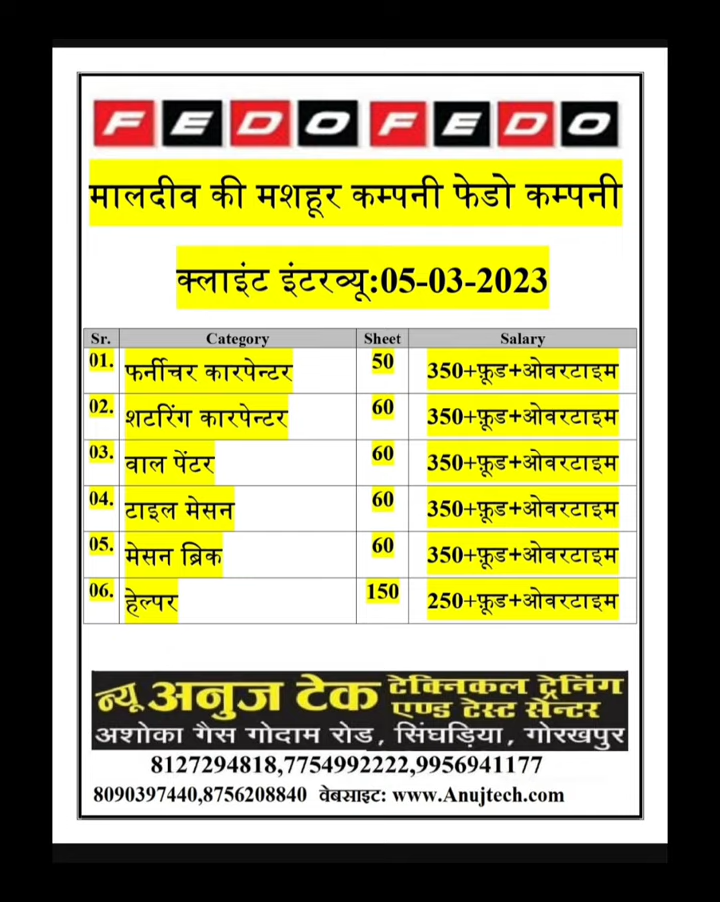 FEDO FEDO
मालदीव की मशहूर कम्पनी फेडो कम्पनी
क्लाइंट इंटरव्यू:05-03-2023
Sr. Category Sheet Salary
01. फर्नीचर कारपेन्टर 50 350+फ़ूड+ओवरटाइम
02. शटरिंग कारपेन्टर 60 350+फ़ूड+ओवरटाइम
03. वाल पेंटर 60 350+फ़ूड+ओवरटाइम
04. टाइल मेसन 60 350+फ़ूड+ओवरटाइम
05. मेसन ब्रिक 60 350+फ़ूड+ओवरटाइम
06. हेल्पर 150 250+फ़ूड+ओवरटाइम
न्यू अनुज टेक टेक्निकल ट्रेनिंग
एण्ड टेस्ट सेन्टर
अशोका गैस गोदाम रोड, सिंघड़िया, गोरखपुर
8127294818,7754992222,9956941177
8090397440,8756208840 वेबसाइट: www.Anujtech.com